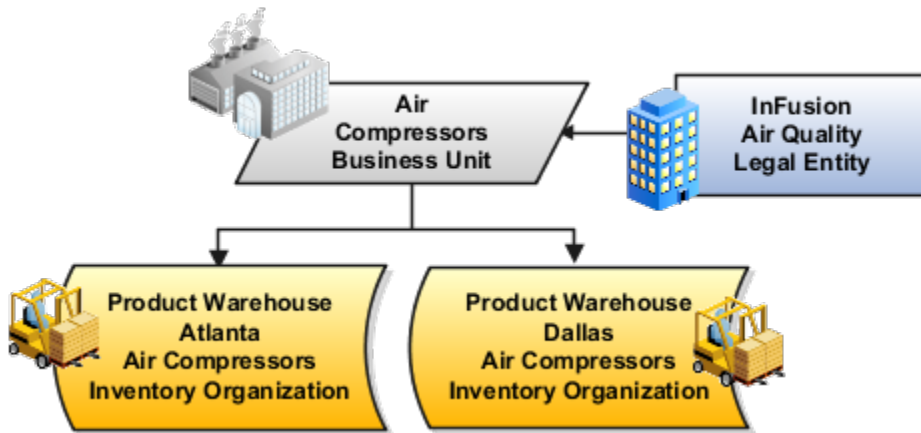 Air
Compressors
Business Unit
InFusion
Air Quality
Legal Entity
Product Warehouse
Atlanta
Air Compressors
Inventory Organization
Product Warehouse
Dallas
Air Compressors
Inventory Organization